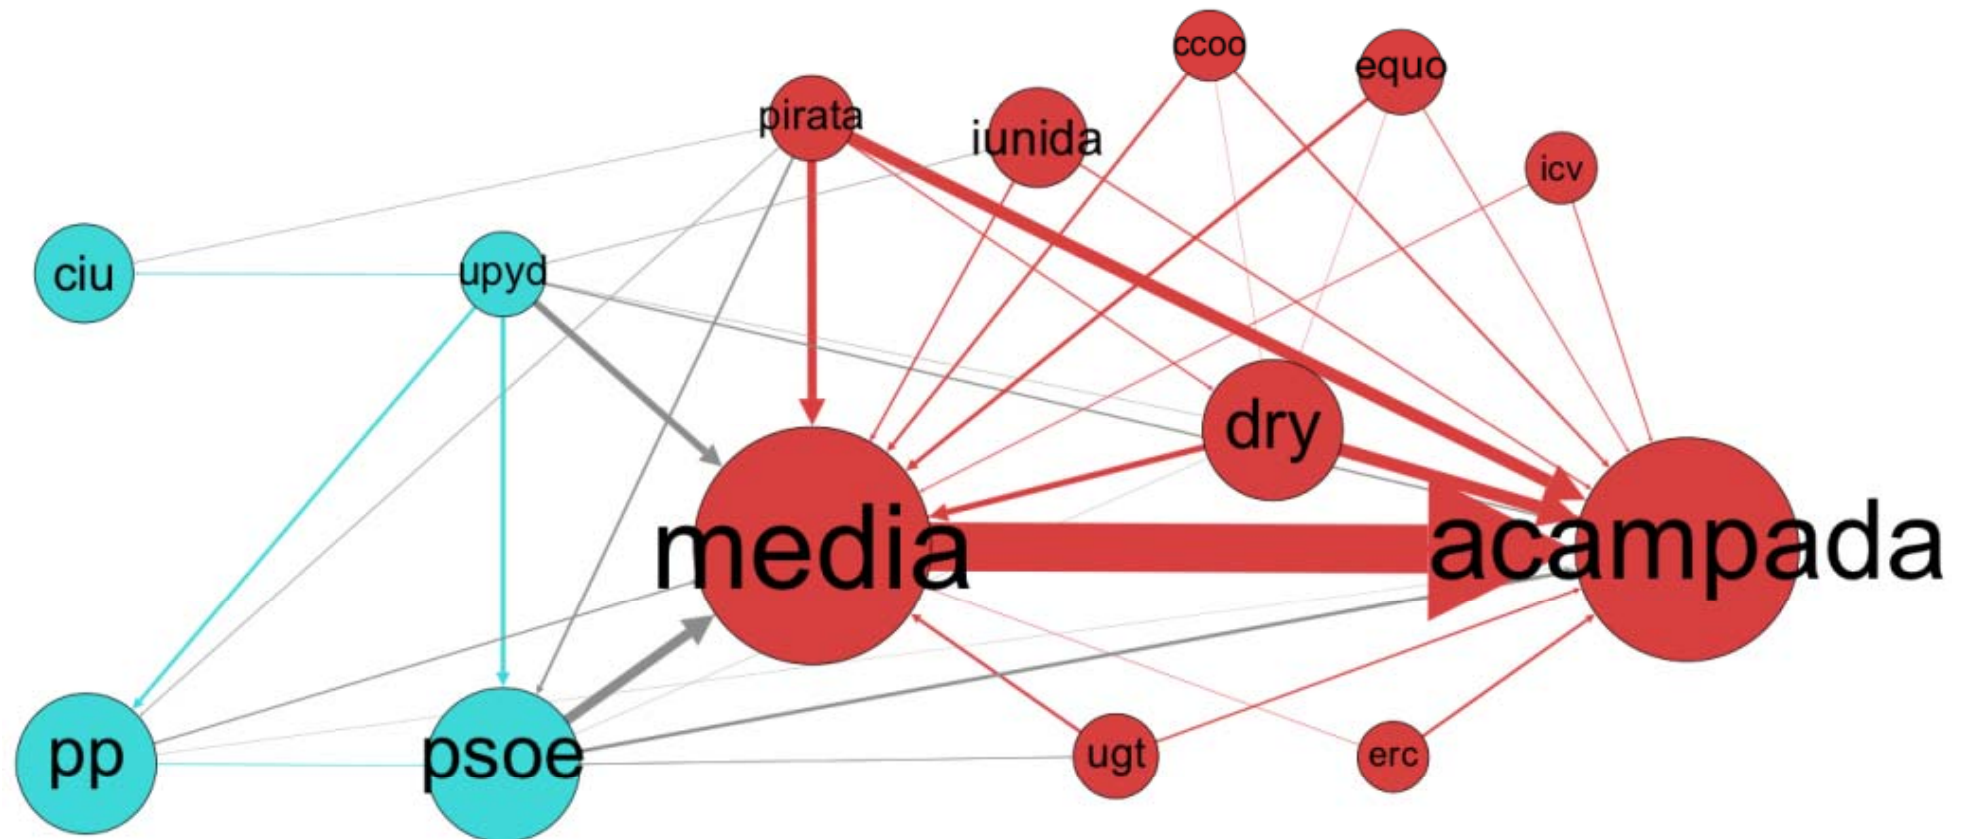 ccoo
equo
pirata
iunida
icv
ciu
upyd
dry
media
acampada
pp
psoe
ugt
erc